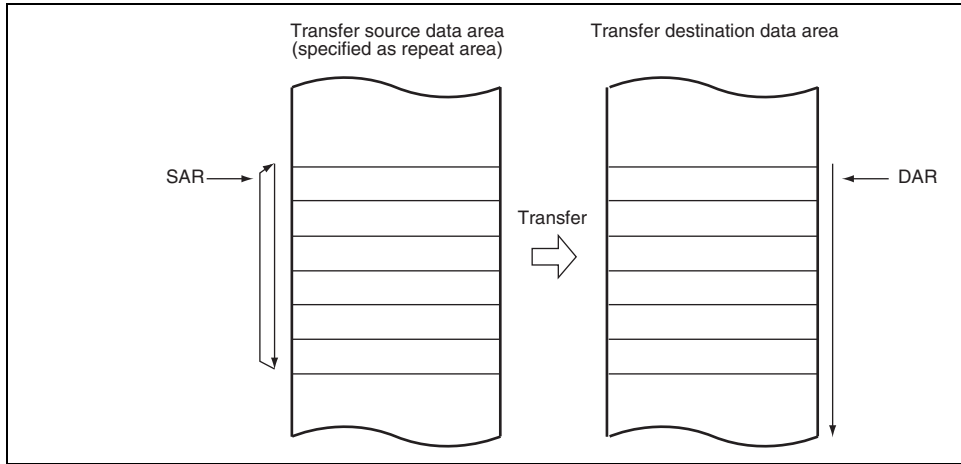 Transfer source data area
(specified as repeat area)
Transfer destination data area
SAR
Transfer
DAR